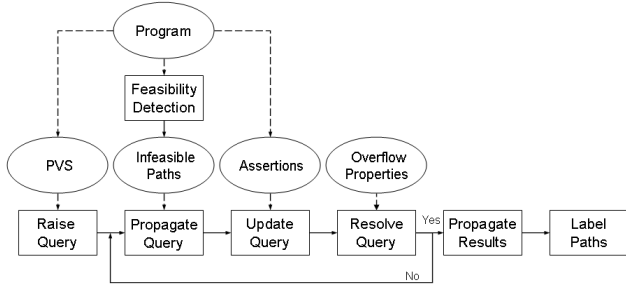 Program
Feasibility
Detection
PVS
Infeasible
Paths
Assertions
Overflow
Properties
Raise
Query
Propagate
Query
Update
Query
Resolve
Query
Yes
Propagate
Results
Label
Paths
No